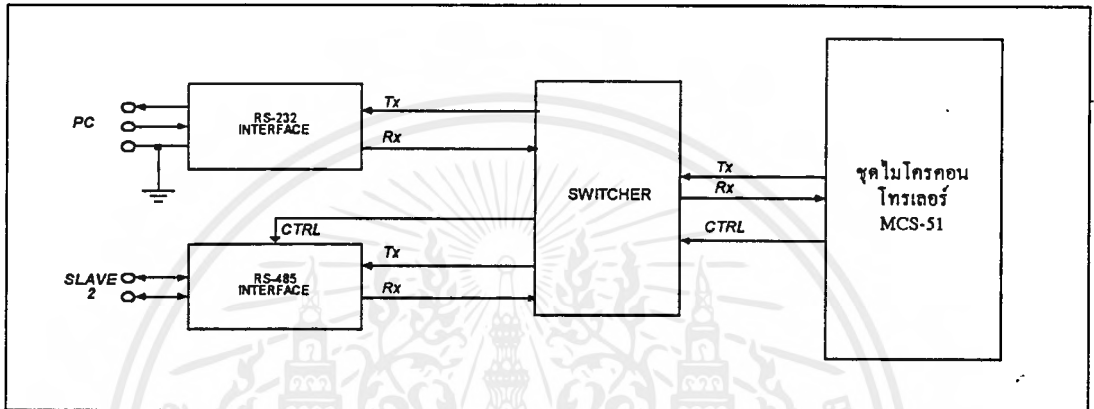 PC
RS-232
INTERFACE
Tx
Rx
CTRL
SLAVE
2
RS-485
INTERFACE
Tx
Rx
SWITCHER
Tx
Rx
CTRL
ชุดไมโครคอน
โทรเลอร์
MCS-51